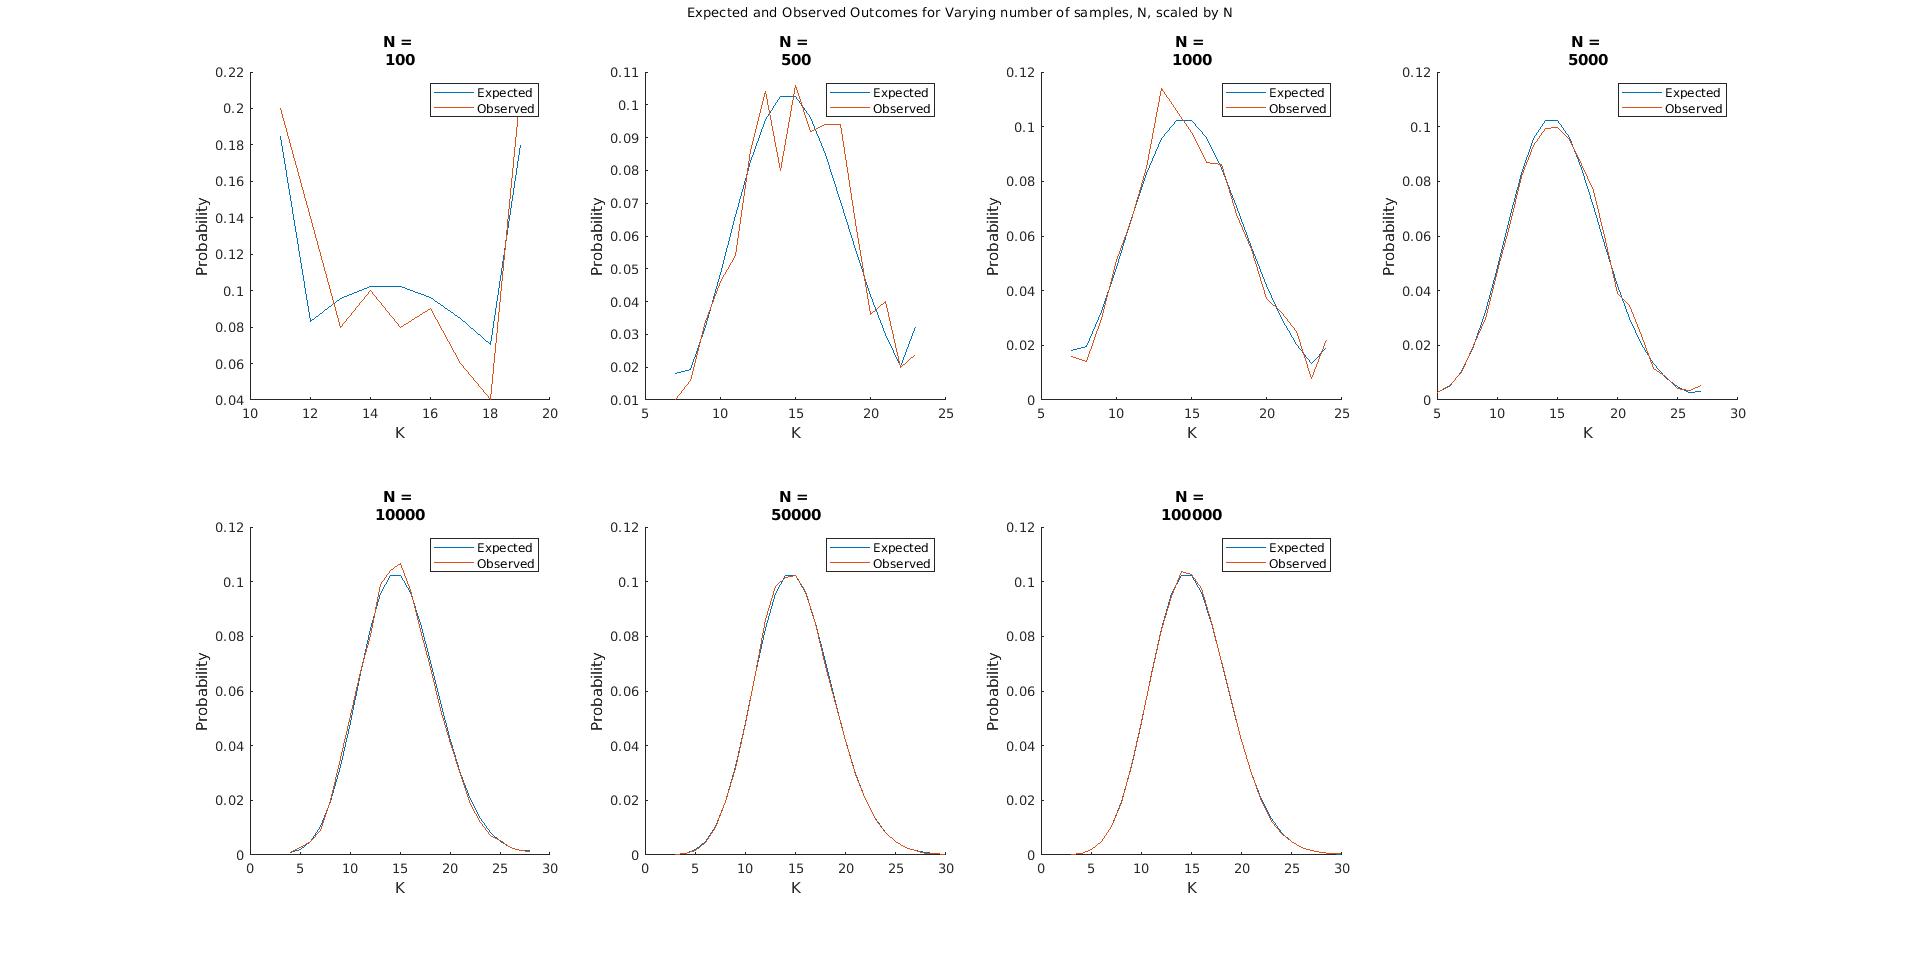 Expected and Observed Outcomes for Varying number of samples, N, scaled by N
N =
100
0.22
0.2
0.18
0.16
0.14
0.12
0.1
0.08
0.06
0.04
10 12 14 16 18 20
Probability
K
Expected
Observed
N =
500
0.11
0.1
0.09
0.08
0.07
0.06
0.05
0.04
0.03
0.02
0.01
5 10 15 20 25
Probability
K
Expected
Observed
N =
1000
0.12
0.1
0.08
0.06
0.04
0.02
0
5 10 15 20 25
Probability
K
Expected
Observed
N =
5000
0.12
0.1
0.08
0.06
0.04
0.02
0
5 10 15 20 25 30
Probability
K
Expected
Observed
N =
10000
0.12
0.1
0.08
0.06
0.04
0.02
0
0 5 10 15 20 25 30
Probability
K
Expected
Observed
N =
50000
0.12
0.1
0.08
0.06
0.04
0.02
0
0 5 10 15 20 25 30
Probability
K
Expected
Observed
N =
100000
0.12
0.1
0.08
0.06
0.04
0.02
0
0 5 10 15 20 25 30
Probability
K
Expected
Observed